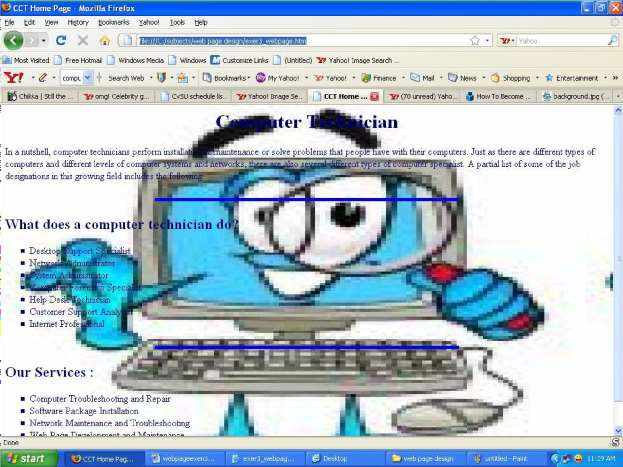 CCT Home Page - Mozilla Firefox
File Edit View History Bookmarks Yahoo! Tools Help
file:///C:/subjects/web page design/exer3_webpage.htm
Yahoo
Most Visited Free Hotmail Windows Media Windows Customize Links (Untitled) Yahoo! Image Search ...
Y! compu Search Web Bookmarks My Yahoo! Yahoo! Finance Mail News Shopping Entertainment
Chikka | Still the ... omg! Celebrity g... CvSU schedule lis... Yahoo! Image Se... CCT Home ... (70 unread) Yaho... How To Become ... background.jpg (...
Computer Technician
In a nutshell, computer technicians perform installation, maintenance or solve problems that people have with their computers. Just as there are different types of
computers and different levels of computer systems and networks, there are also several different types of computer specialist. A partial list of some of the job
designations in this growing field includes the following:
What does a computer technician do?
Desktop Support Specialist
Network Administrator
System Administrator
Computer Forensic Specialist
Help Desk Technician
Customer Support Analyst
Internet Professional
Our Services :
Computer Troubleshooting and Repair
Software Package Installation
Network Maintenance and Troubleshooting
Web Page Development and Maintenance
Done
start CCT Home Pag... webpageexer... exer3_webpag... Desktop web page design untitled - Paint 11:29 AM